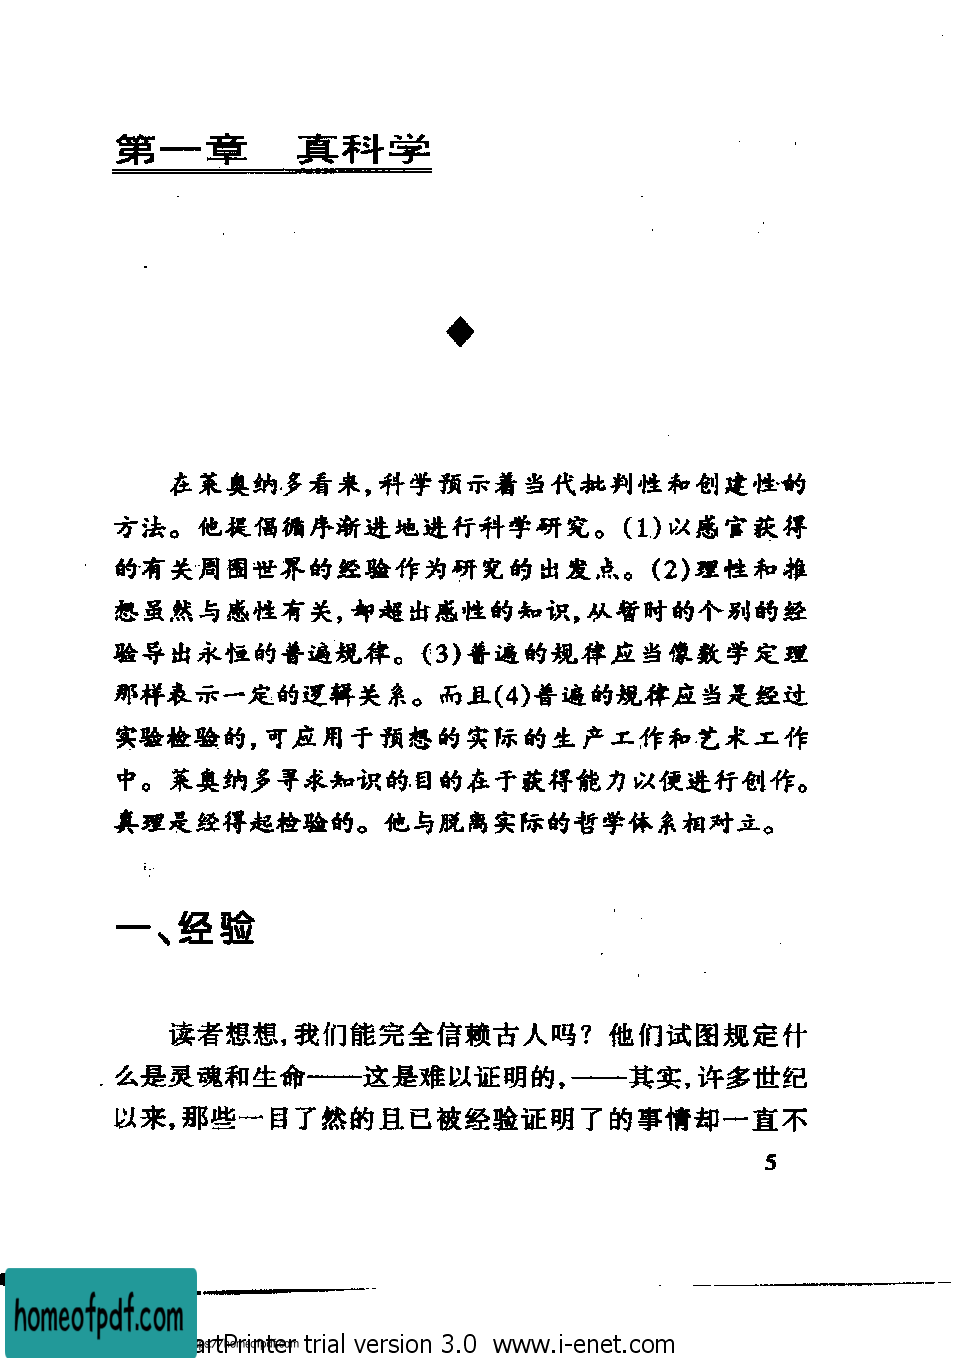 第一章　真科学
在莱奥纳多看来,科学预示着当代批判性和创建性的
方法。他提倡循序渐进地进行科学研究。(1)以感官获得
的有关周围世界的经验作为研究的出发点。(2)理性和推
想虽然与感性有关,却超出感性的知识,从暂时的个别的经
验导出永恒的普遍规律。(3)普遍的规律应当像数学定理
那样表示一定的逻辑关系。而且(4)普遍的规律应当是经过
实验检验的,可应用于预想的实际的生产工作和艺术工作
中。莱奥纳多寻求知识的目的在于获得能力以便进行创作。
真理是经得起检验的。他与脱离实际的哲学体系相对立。
一、经验
读者想想,我们能完全信赖古人吗? 他们试图规定什
么是灵魂和生命——这是难以证明的,——其实,许多世纪
以来,那些一目了然的且已被经验证明了的事情却一直不
5
homeofpdf.com
artPrinter trial version 3.0 www.i-enet.com